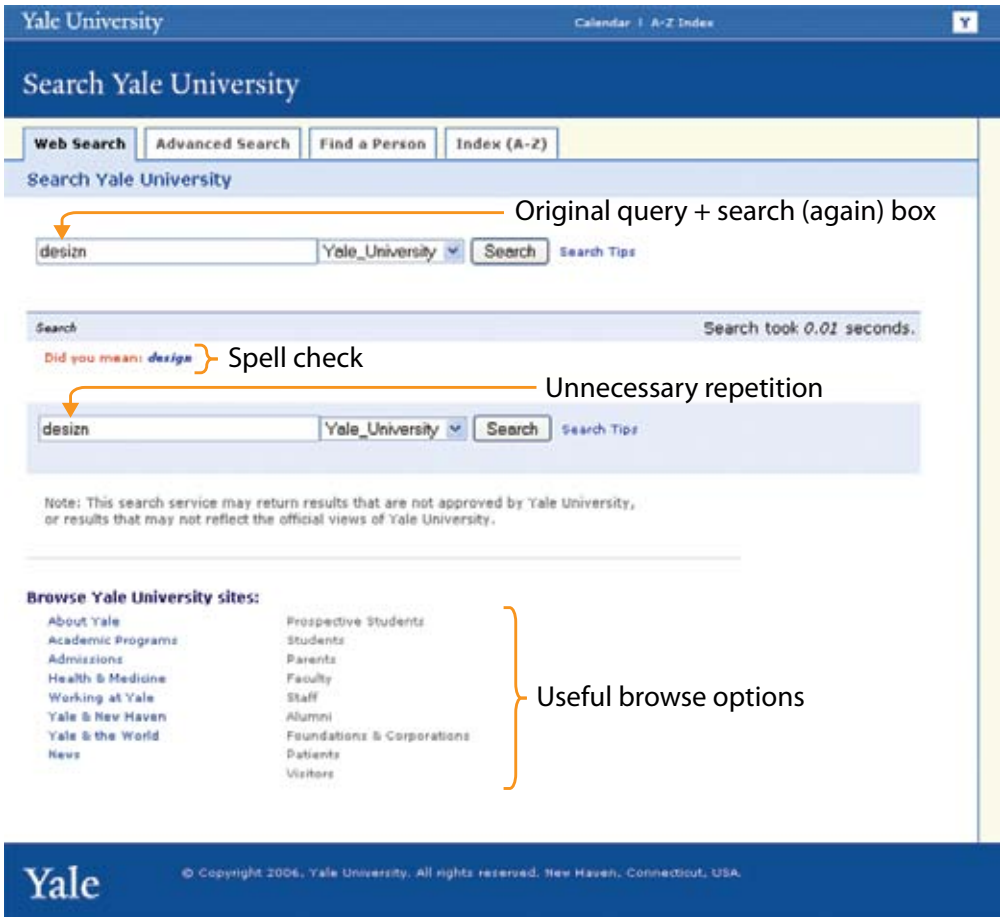 Yale University Calendar | A-Z Index Y
Search Yale University
Web Search Advanced Search Find a Person Index (A-Z)
Search Yale University
Original query + search (again) box
desizn Yale_University Search Search Tips
Search Search took 0.01 seconds.
Did you mean: design Spell check
Unnecessary repetition
desizn Yale_University Search Search Tips
Note: This search service may return results that are not approved by Yale University,
or results that may not reflect the official views of Yale University.
Browse Yale University sites:
About Yale
Academic Programs
Admissions
Health & Medicine
Working at Yale
Yale & New Haven
Yale & the World
News
Prospective Students
Students
Parents
Faculty
Staff
Alumni
Foundations & Corporations
Patients
Visitors
Useful browse options
Yale © Copyright 2006, Yale University. All rights reserved. New Haven, Connecticut, USA.